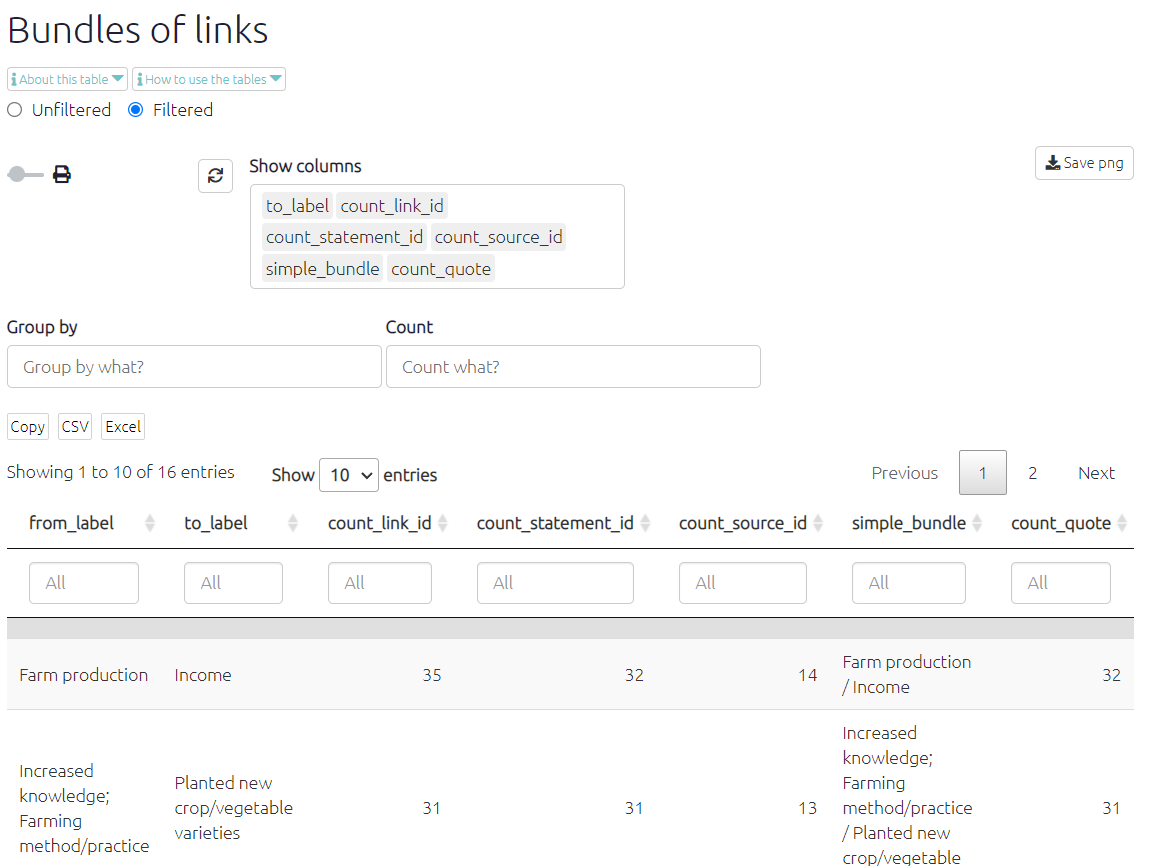 Bundles of links
About this table How to use the tables
Unfiltered Filtered
Show columns
Save png
to_label count_link_id
count_statement_id count_source_id
simple_bundle count_quote
Group by Count
Group by what? Count what?
Copy CSV Excel
Showing 1 to 10 of 16 entries Show 10 entries Previous 1 2 Next
from_label to_label count_link_id count_statement_id count_source_id simple_bundle count_quote
All All All All All All All
Farm production Income 35 32 14 Farm production / Income 32
Increased
knowledge;
Farming
method/practice
Planted new
crop/vegetable
varieties
31 31 13
Increased
knowledge;
Farming
method/practice
/ Planted new
crop/vegetable
31